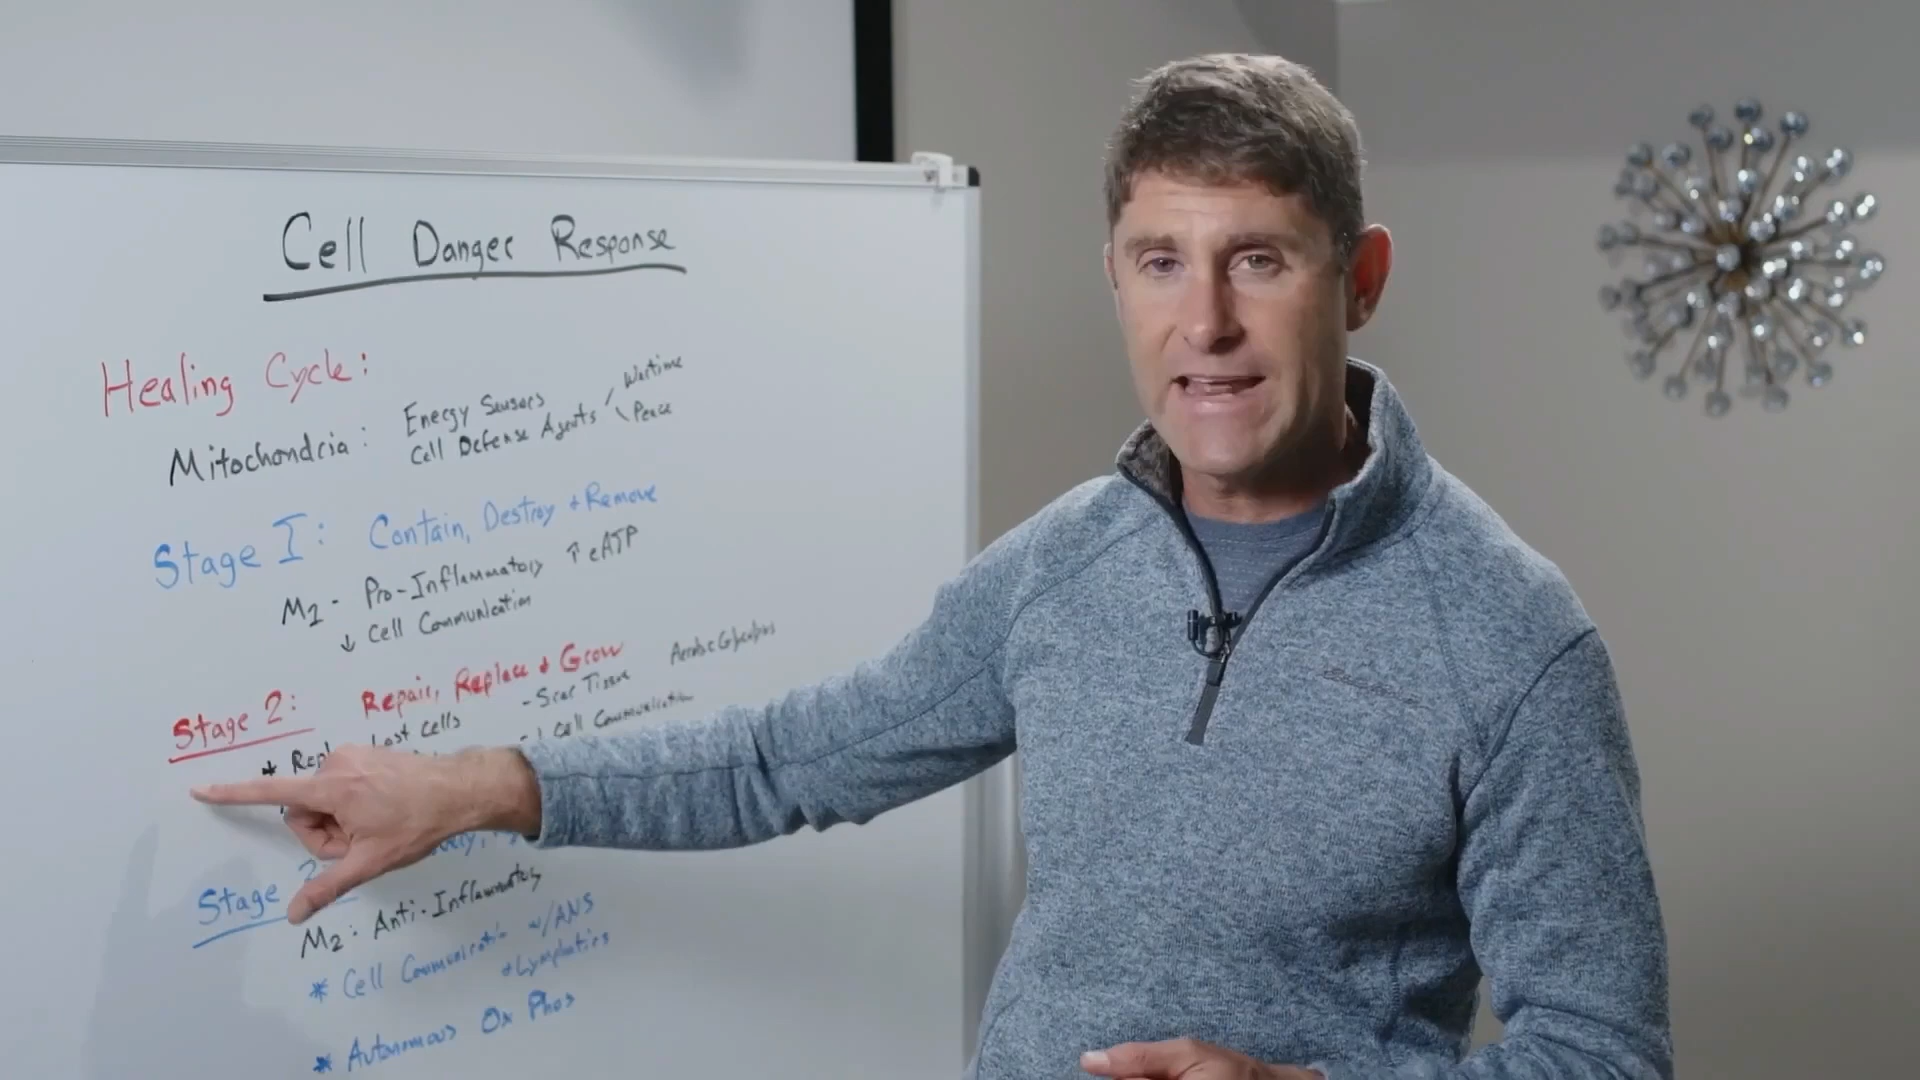 Cell Danger Response
Healing Cycle:
Mitochondria: Energy Sensors
Cell Defense Agents
Wartime
Peace
Stage I: Contain, Destroy + Remove
M1 - Pro-Inflammatory ↑ eATP
↓ Cell Communication
Stage 2: Repair, Replace + Grow
* Repl Lost Cells - Scar Tissue
- ↓ Cell Communication
Stage
M2: Anti-Inflammatory
* Cell Communication w/ANS
+ Lymphatics
* Autonomous Ox Phos